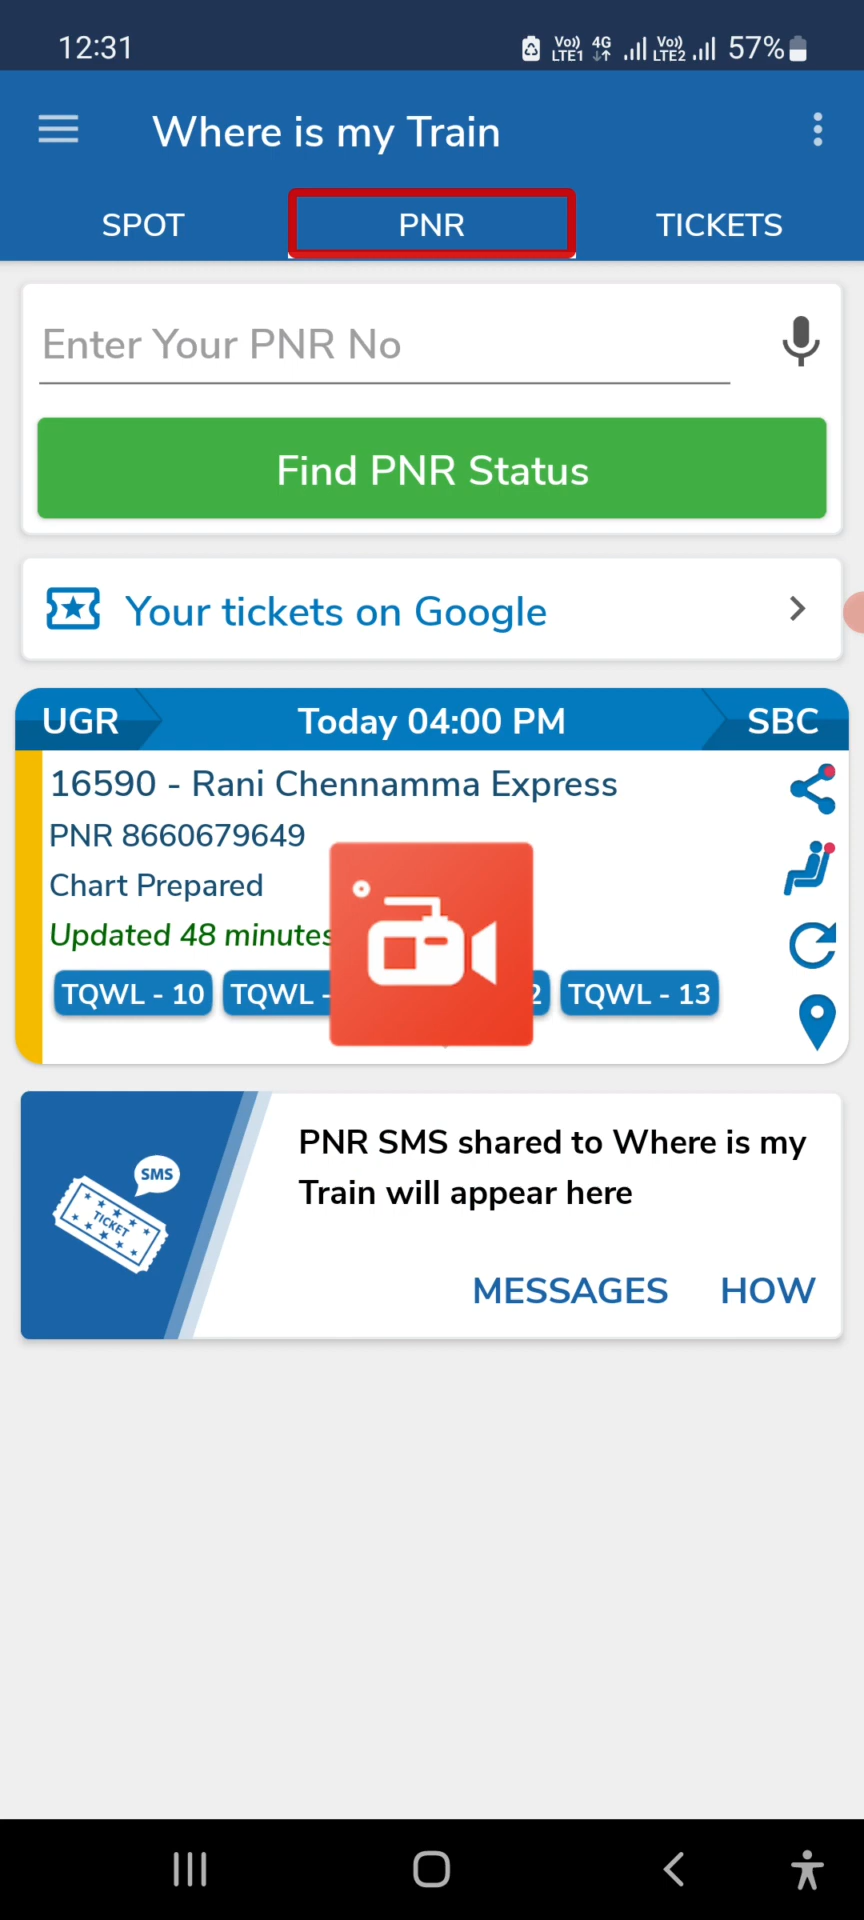 12:31
Vo)) LTE1 4G Vo)) LTE2 57%
Where is my Train
SPOT PNR TICKETS
Enter Your PNR No
Find PNR Status
Your tickets on Google
UGR Today 04:00 PM SBC
16590 - Rani Chennamma Express
PNR 8660679649
Chart Prepared
Updated 48 minutes
TQWL - 10 TQWL - 2 TQWL - 13
SMS
TICKET
PNR SMS shared to Where is my
Train will appear here
MESSAGES HOW